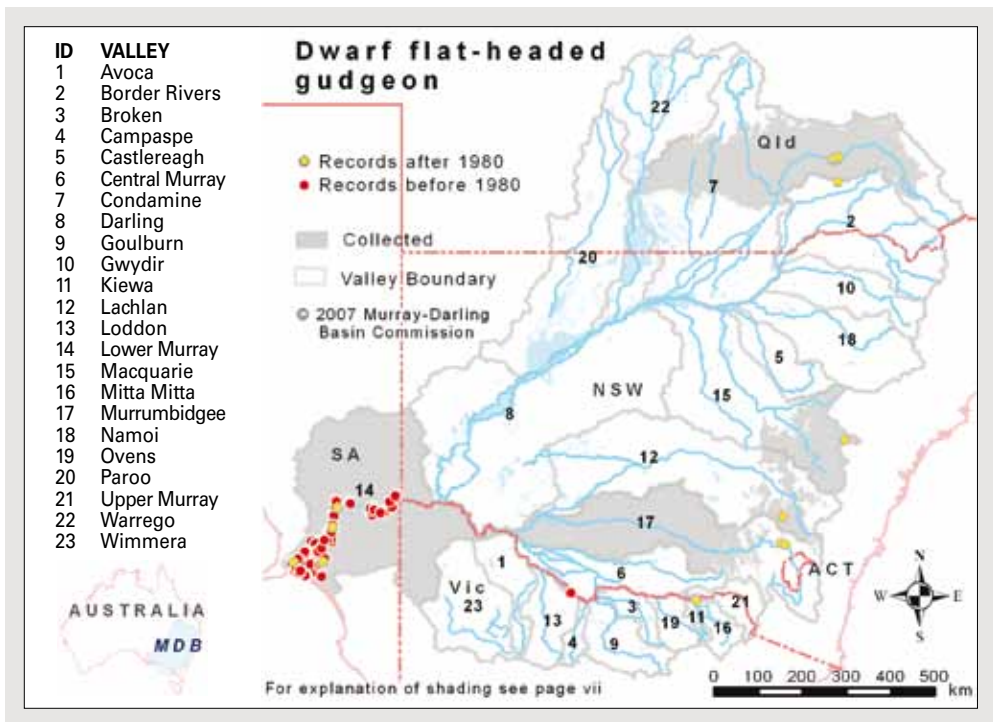 ID VALLEY
1 Avoca
2 Border Rivers
3 Broken
4 Campaspe
5 Castlereagh
6 Central Murray
7 Condamine
8 Darling
9 Goulburn
10 Gwydir
11 Kiewa
12 Lachlan
13 Loddon
14 Lower Murray
15 Macquarie
16 Mitta Mitta
17 Murrumbidgee
18 Namoi
19 Ovens
20 Paroo
21 Upper Murray
22 Warrego
23 Wimmera
AUSTRALIA
MDB
Dwarf flat-headed
gudgeon
Records after 1980
Records before 1980
Collected
Valley Boundary
© 2007 Murray-Darling
Basin Commission
22
Qld
7
2
20
10
18
5
NSW
15
8
SA
12
14
17
1
6
ACT
Vic
23
3
21
13
19
11
16
4
9
N
W
E
S
For explanation of shading see page vii
0 100 200 300 400 500
km